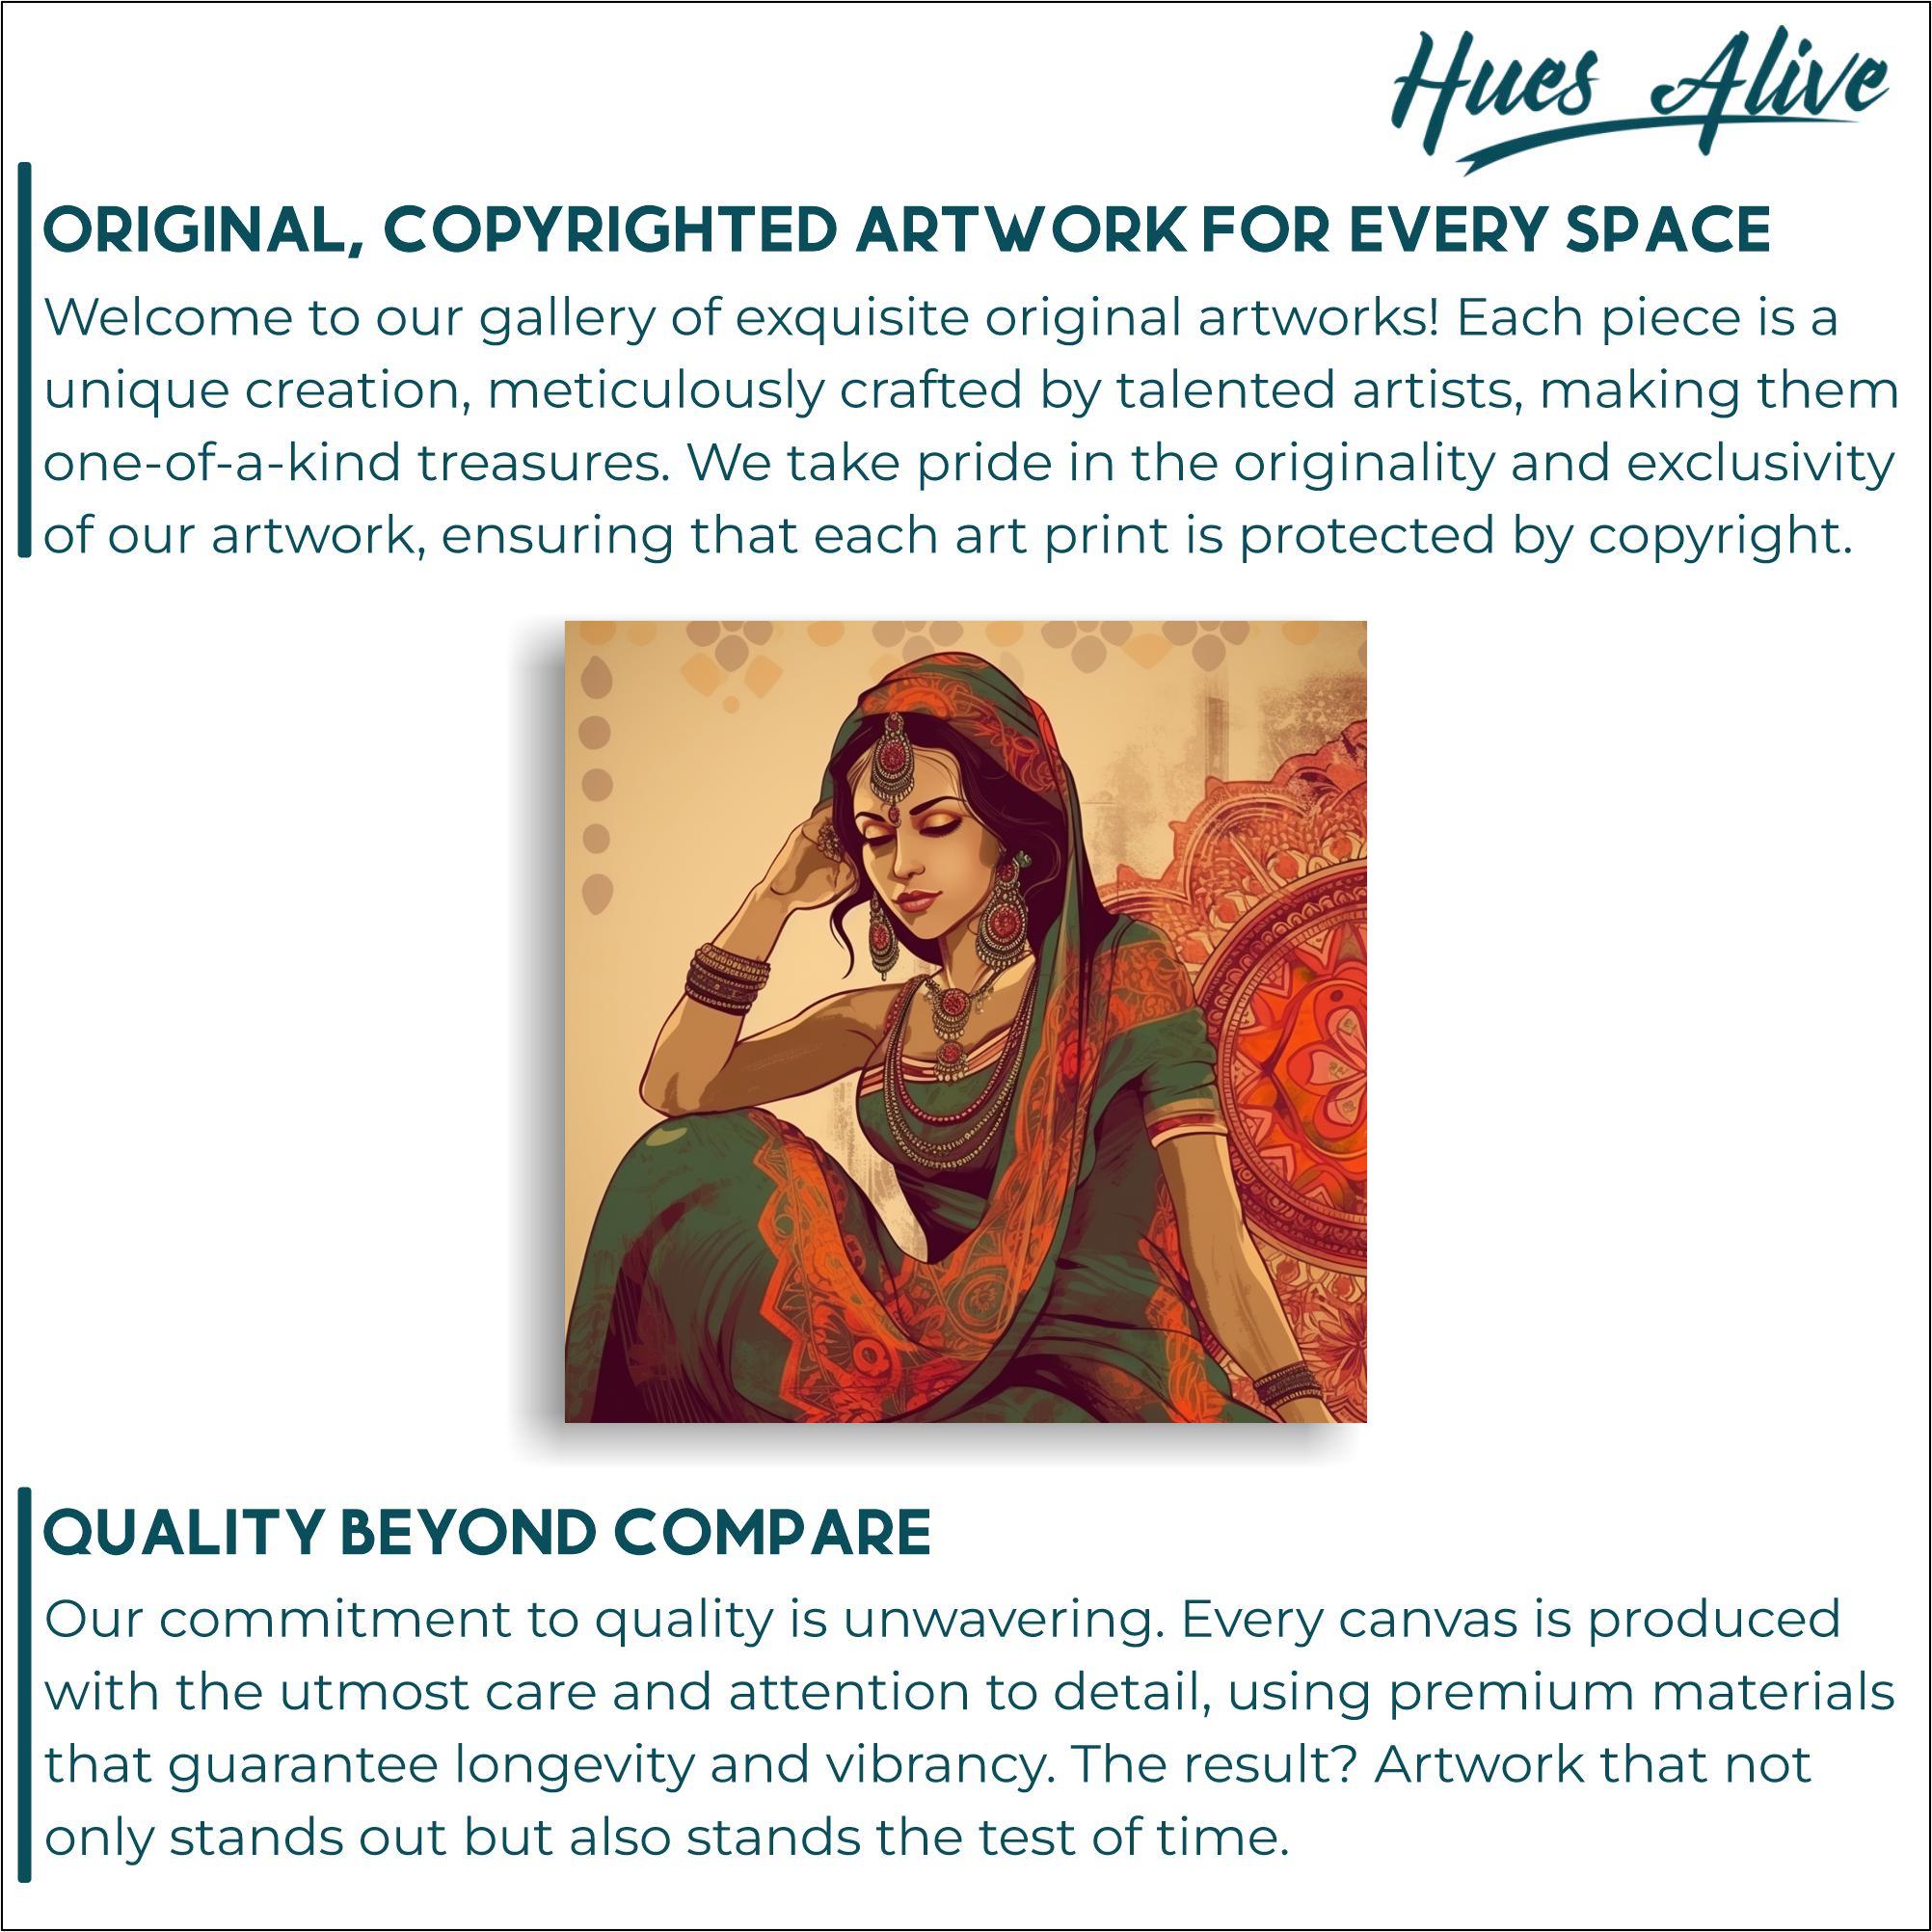 Hues Alive
ORIGINAL, COPYRIGHTED ARTWORK FOR EVERY SPACE
Welcome to our gallery of exquisite original artworks! Each piece is a
unique creation, meticulously crafted by talented artists, making them
one-of-a-kind treasures. We take pride in the originality and exclusivity
of our artwork, ensuring that each art print is protected by copyright.
QUALITY BEYOND COMPARE
Our commitment to quality is unwavering. Every canvas is produced
with the utmost care and attention to detail, using premium materials
that guarantee longevity and vibrancy. The result? Artwork that not
only stands out but also stands the test of time.